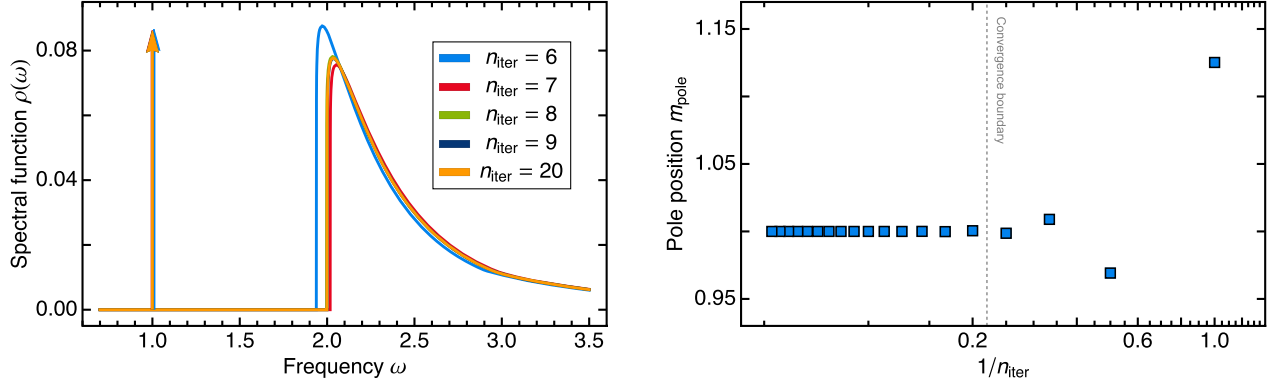 Spectral function ρ(ω)
0.08
0.04
0.00
n_iter = 6
n_iter = 7
n_iter = 8
n_iter = 9
n_iter = 20
1.0 1.5 2.0 2.5 3.0 3.5
Frequency ω
Pole position m_pole
1.15
1.05
0.95
Convergence boundary
0.2 0.6 1.0
1/n_iter